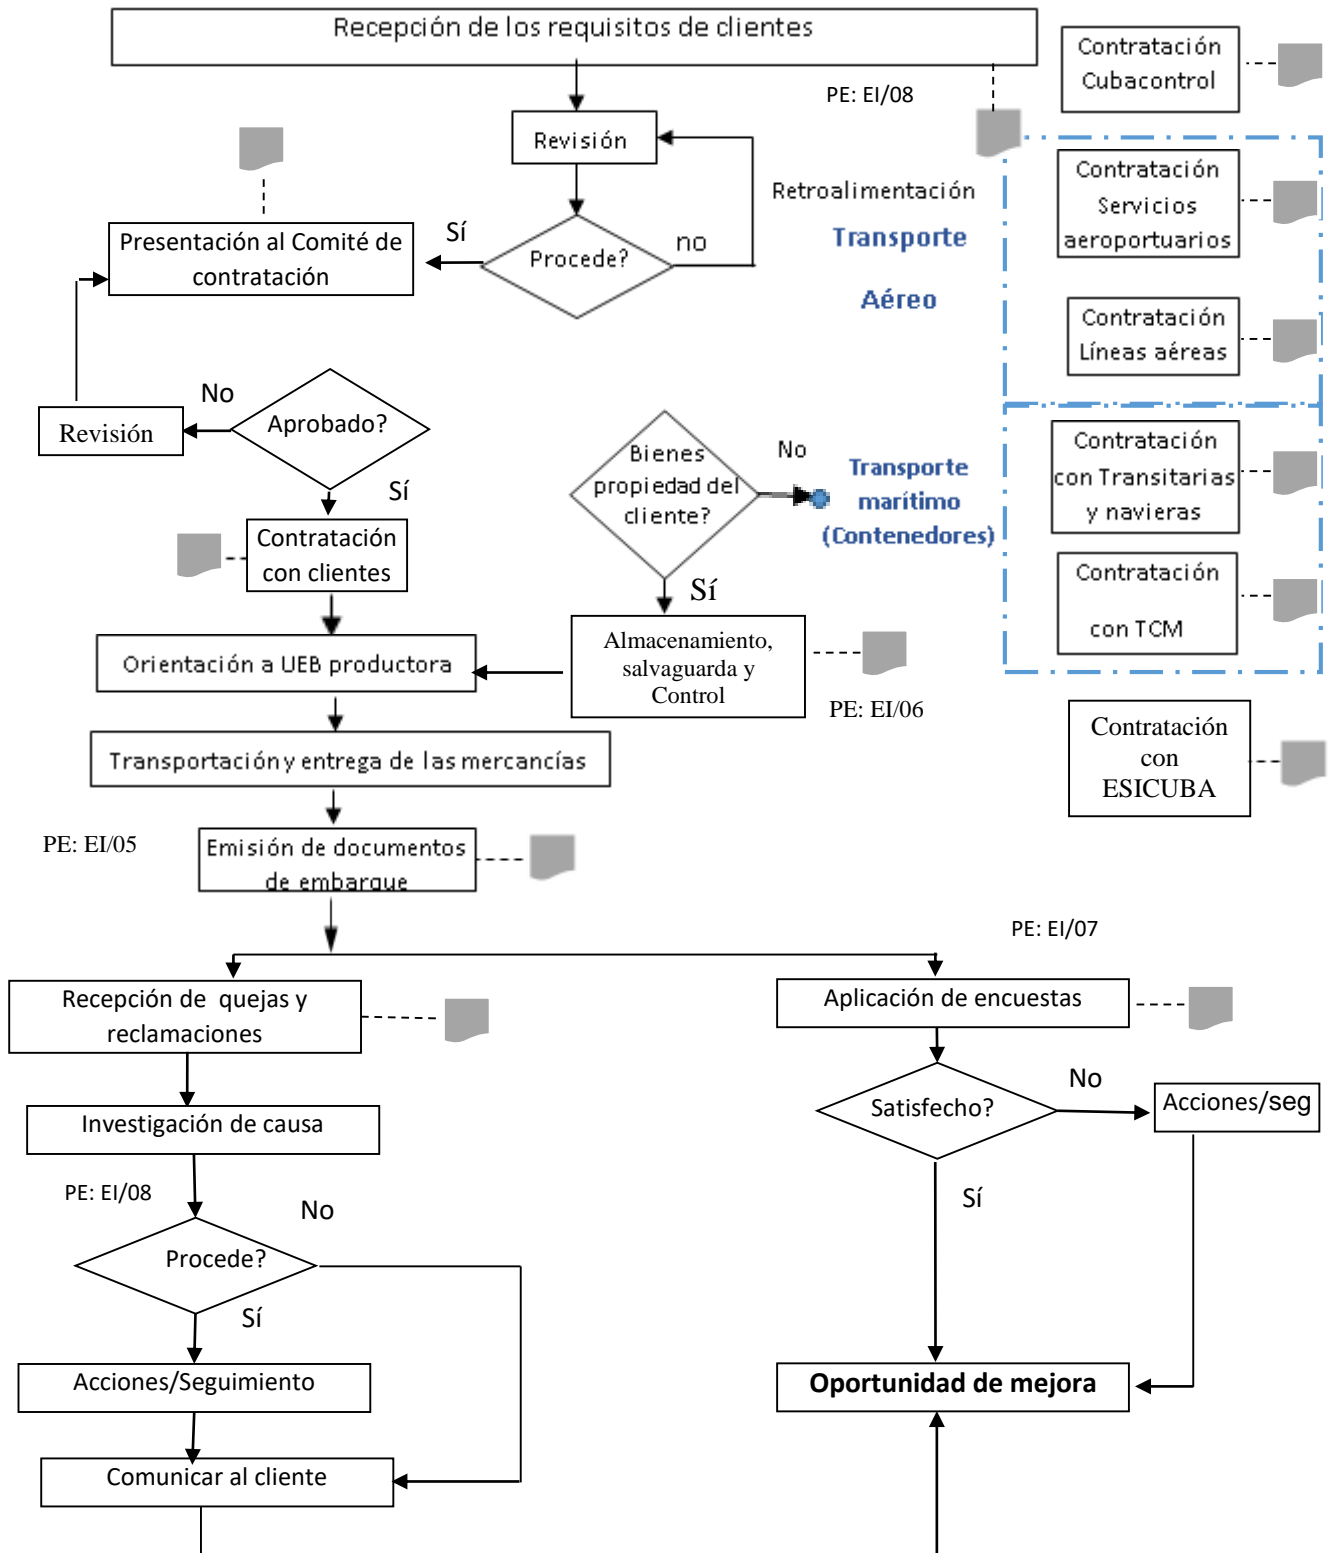 Recepción de los requisitos de clientes
Contratación
Cubacontrol
PE: EI/08
Revisión
Contratación
Servicios
aeroportuarios
Retroalimentación
Transporte
Aéreo
Presentación al Comité de
contratación
Sí
Procede?
no
Contratación
Líneas aéreas
No
Aprobado?
Revisión
Sí
Bienes
propiedad del
cliente?
No
Transporte
marítimo
(Contenedores)
Contratación
con Transitarias
y navieras
Contratación
con clientes
Sí
Contratación
con TCM
Orientación a UEB productora
Almacenamiento,
salvaguarda y
Control
PE: EI/06
Contratación
con
ESICUBA
Transportación y entrega de las mercancías
PE: EI/05
Emisión de documentos
de embarque
PE: EI/07
Recepción de  quejas y
reclamaciones
Aplicación de encuestas
Investigación de causa
Satisfecho?
No
Acciones/seg
PE: EI/08
No
Sí
Procede?
Sí
Acciones/Seguimiento
Oportunidad de mejora
Comunicar al cliente